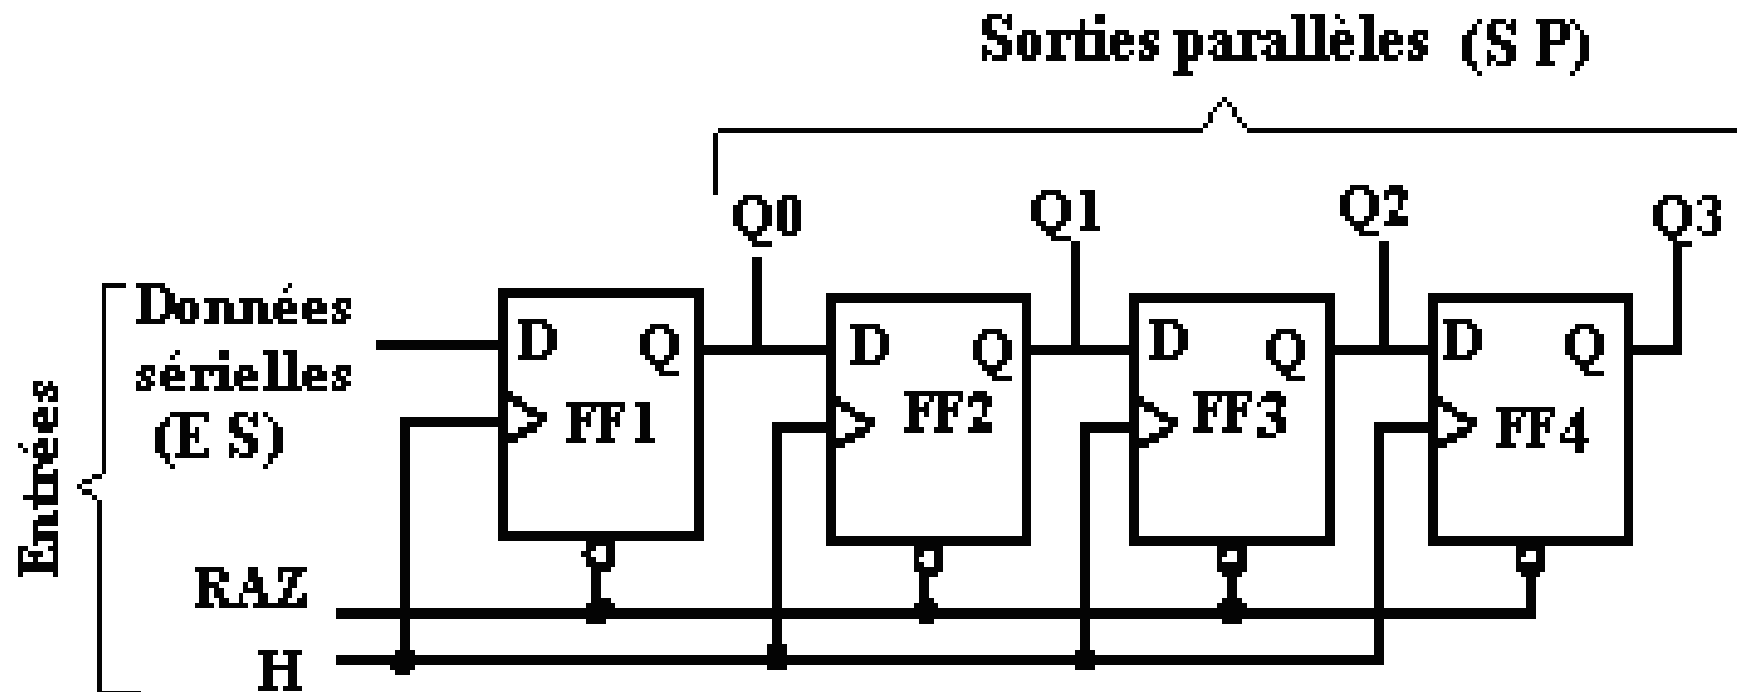 Sorties parallèles (S P)
Q0 Q1 Q2 Q3
Données
sérielles
(E S)
Entrées
D Q D Q D Q D Q
FF1 FF2 FF3 FF4
RAZ
H